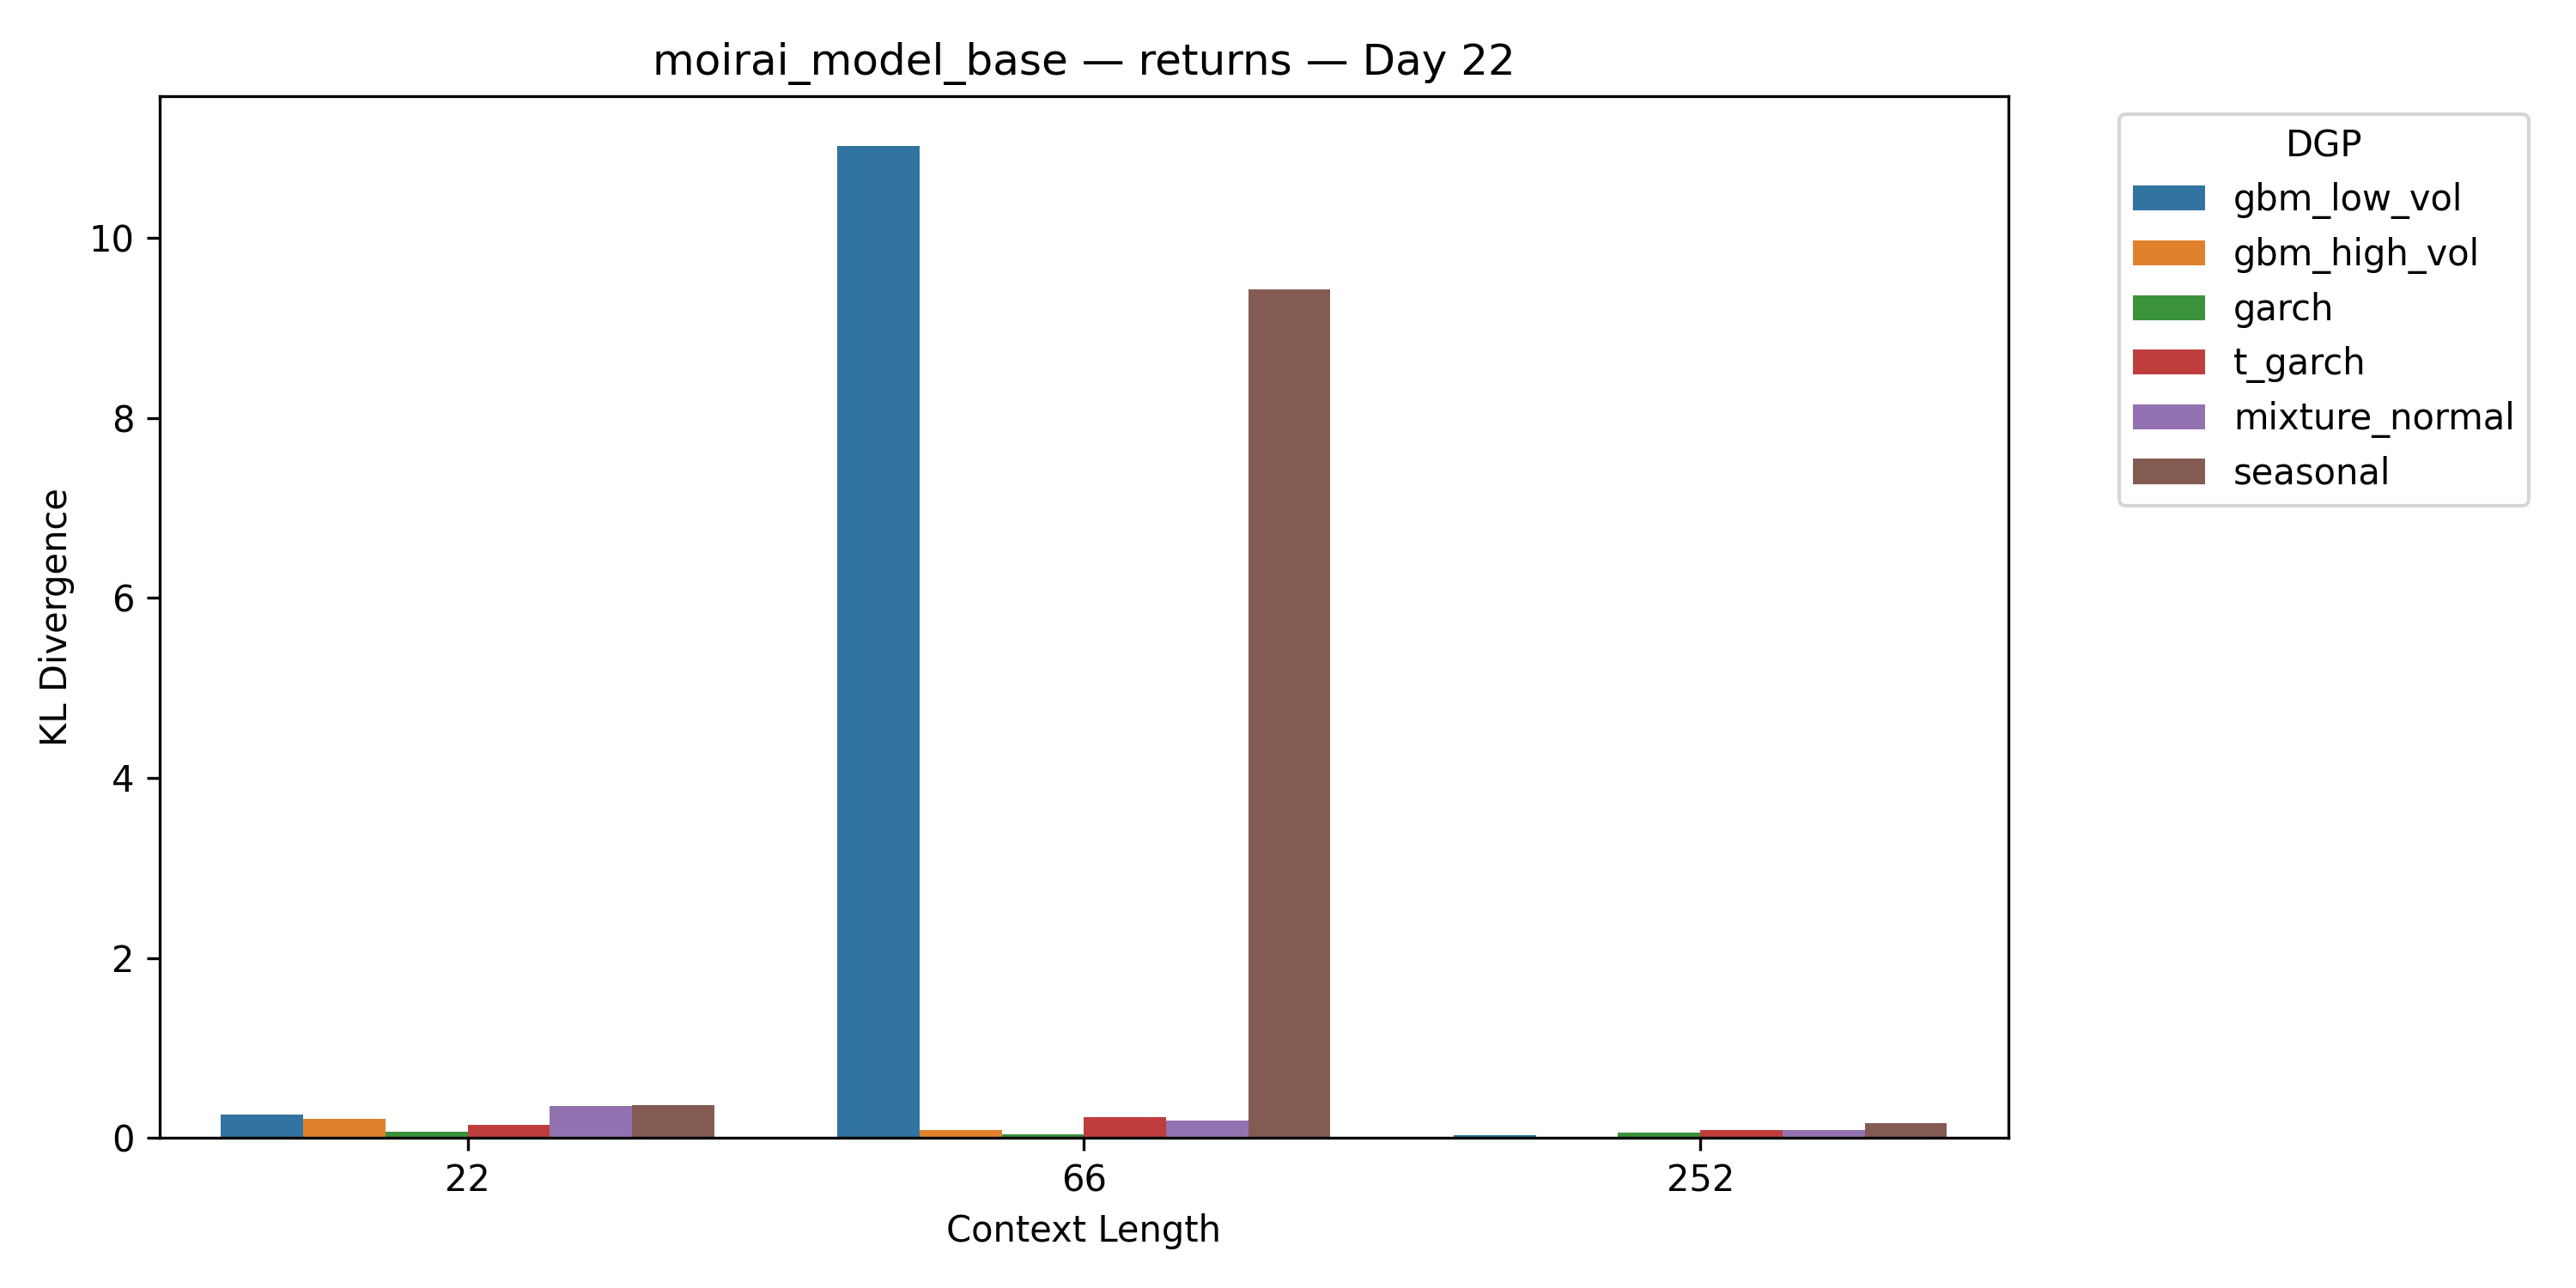 moirai_model_base — returns — Day 22
KL Divergence
10
8
6
4
2
0
22
66
252
Context Length
DGP
gbm_low_vol
gbm_high_vol
garch
t_garch
mixture_normal
seasonal